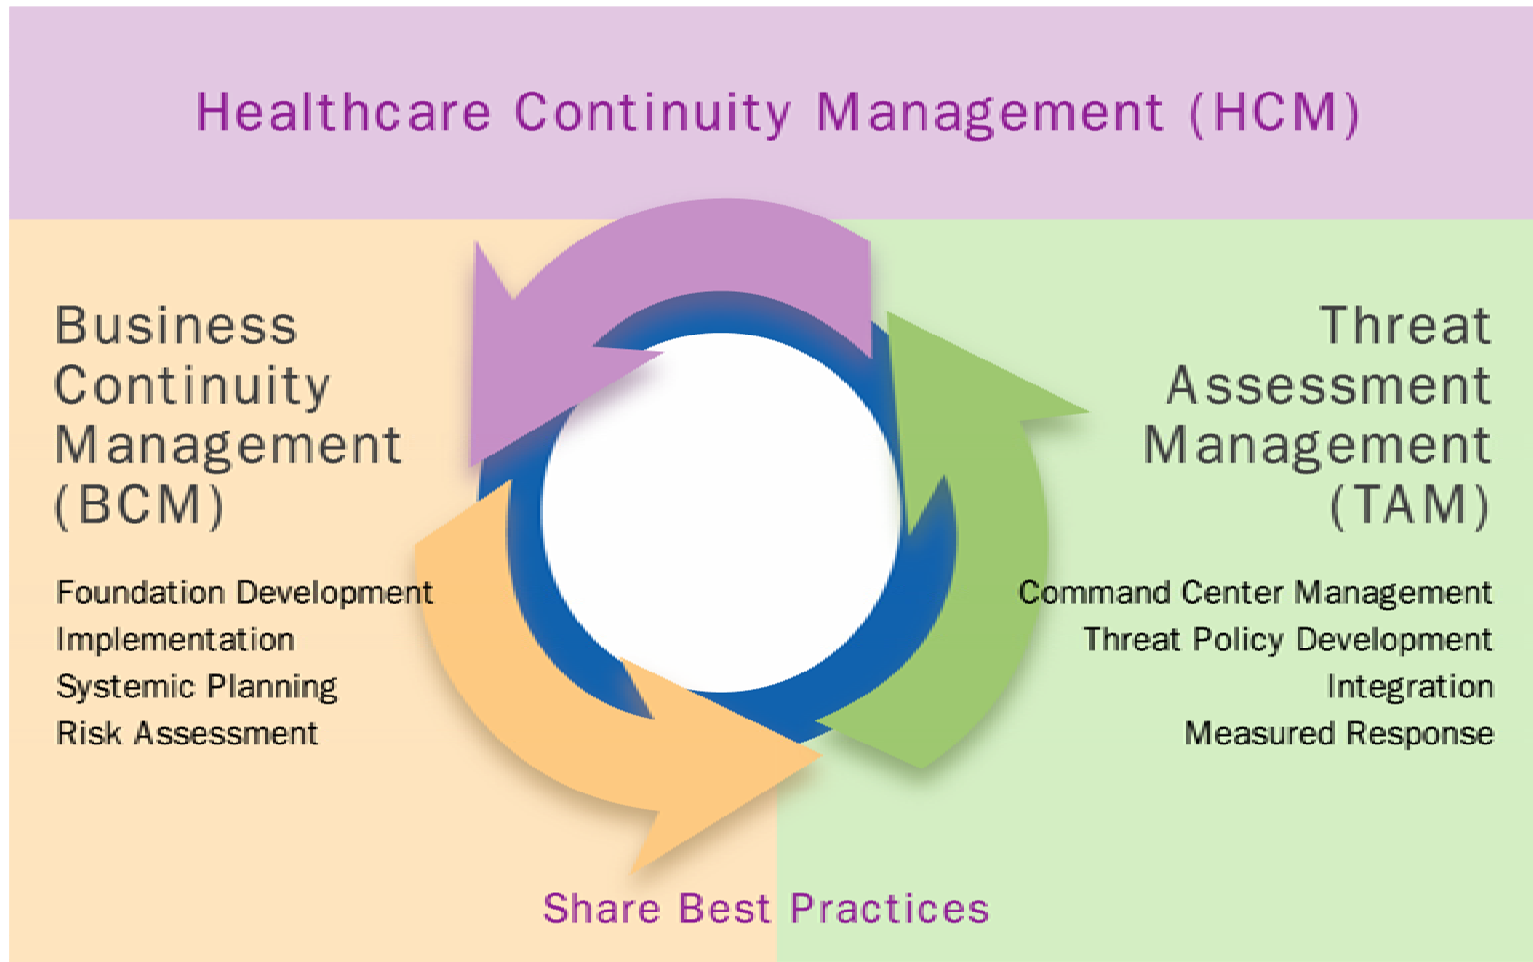 Healthcare Continuity Management (HCM)
Business
Continuity
Management
(BCM)
Foundation Development
Implementation
Systemic Planning
Risk Assessment
Threat
Assessment
Management
(TAM)
Command Center Management
Threat Policy Development
Integration
Measured Response
Share Best Practices